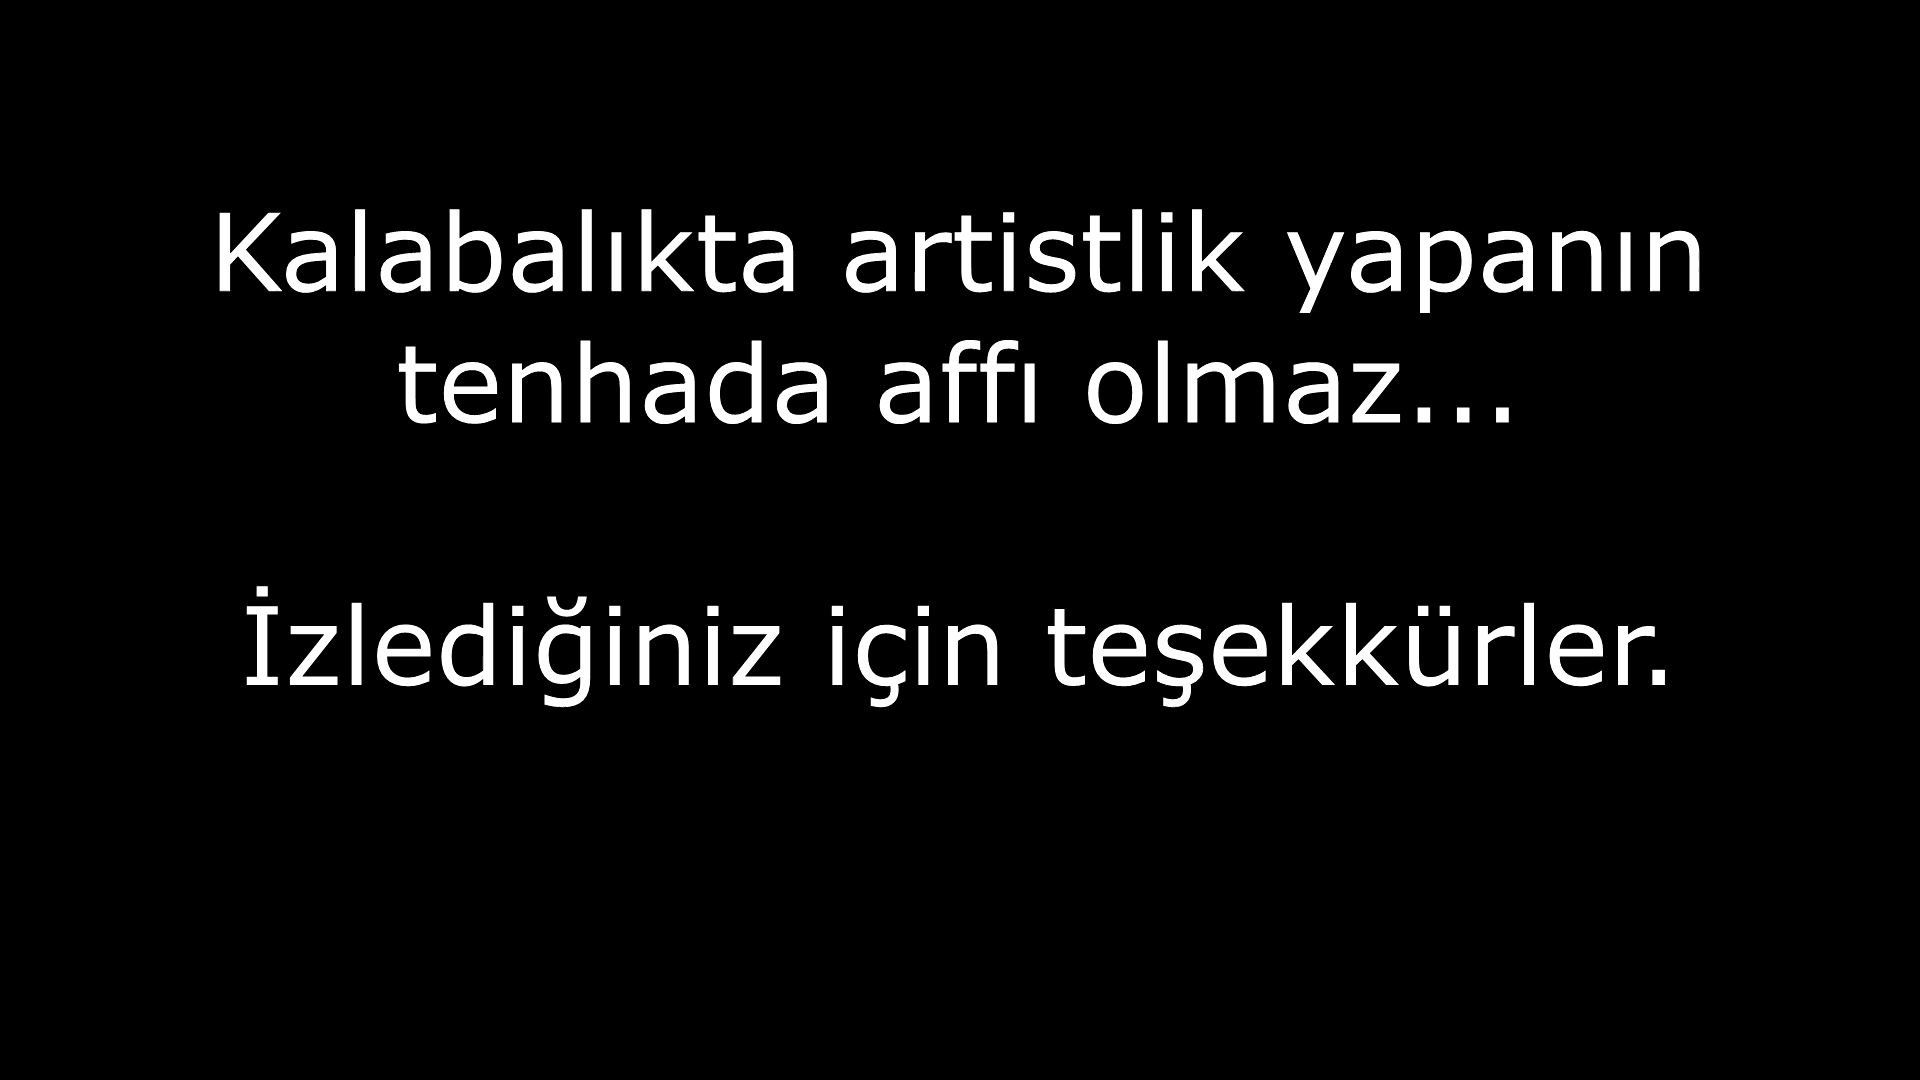 Kalabalıkta artistlik yapanın
tenhada affı olmaz...
İzlediğiniz için teşekkürler.